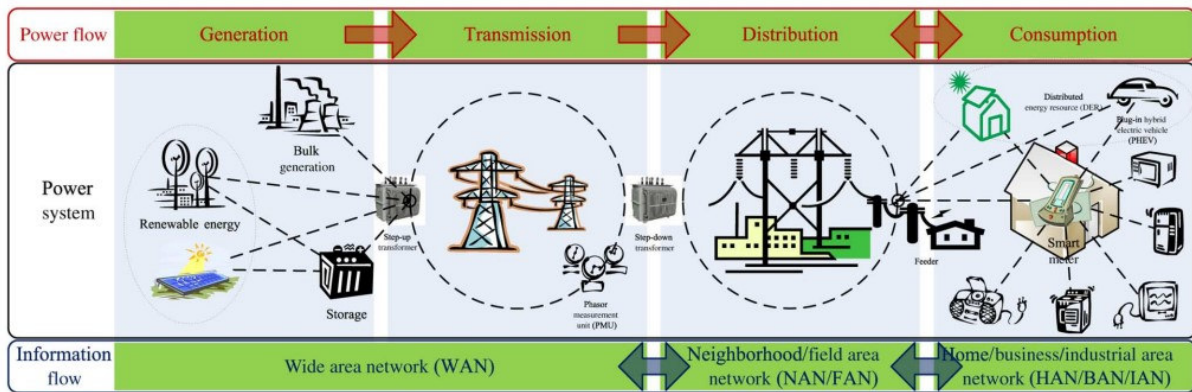 Power flow
Generation
Transmission
Distribution
Consumption
Power
system
Bulk
generation
Renewable energy
Storage
Step-up
transformer
Phasor
measurement
unit (PMU)
Step-down
transformer
Feeder
Distributed
energy resource (DER)
Plug-in hybrid
electric vehicle
(PHEV)
Smart
meter
Information
flow
Wide area network (WAN)
Neighborhood/field area
network (NAN/FAN)
Home/business/industrial area
network (HAN/BAN/IAN)